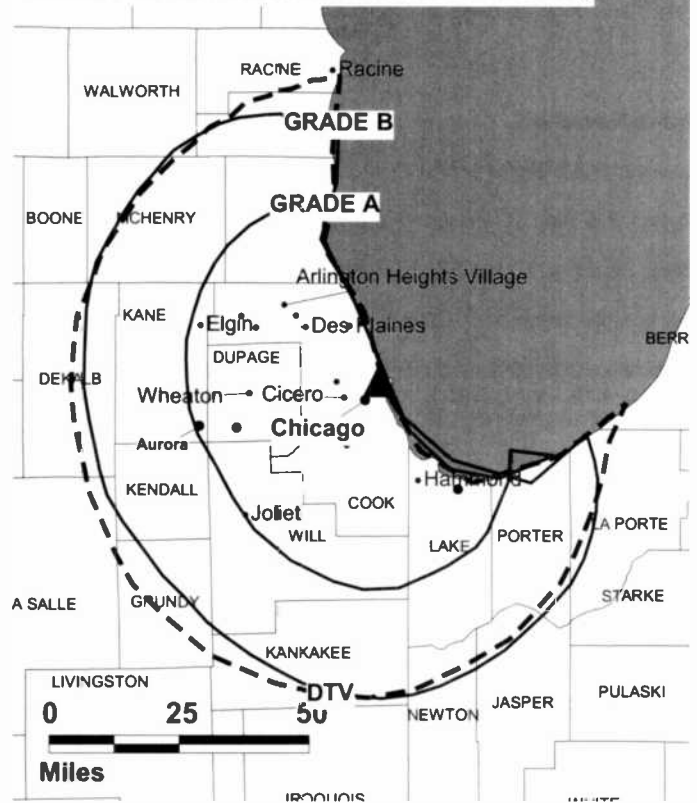 RACINE
Racine
WALWORTH
GRADE B
GRADE A
BOONE
MCHENRY
Arlington Heights Village
KANE
Elgin
Des Plaines
DUPAGE
BERR
DEKALB
Wheaton
Cicero
Chicago
Aurora
Hammond
KENDALL
COOK
Joliet
WILL
LAKE
PORTER
LA PORTE
A SALLE
GRUNDY
STARKE
KANKAKEE
LIVINGSTON
DTV
PULASKI
JASPER
NEWTON
0 25 50
Miles